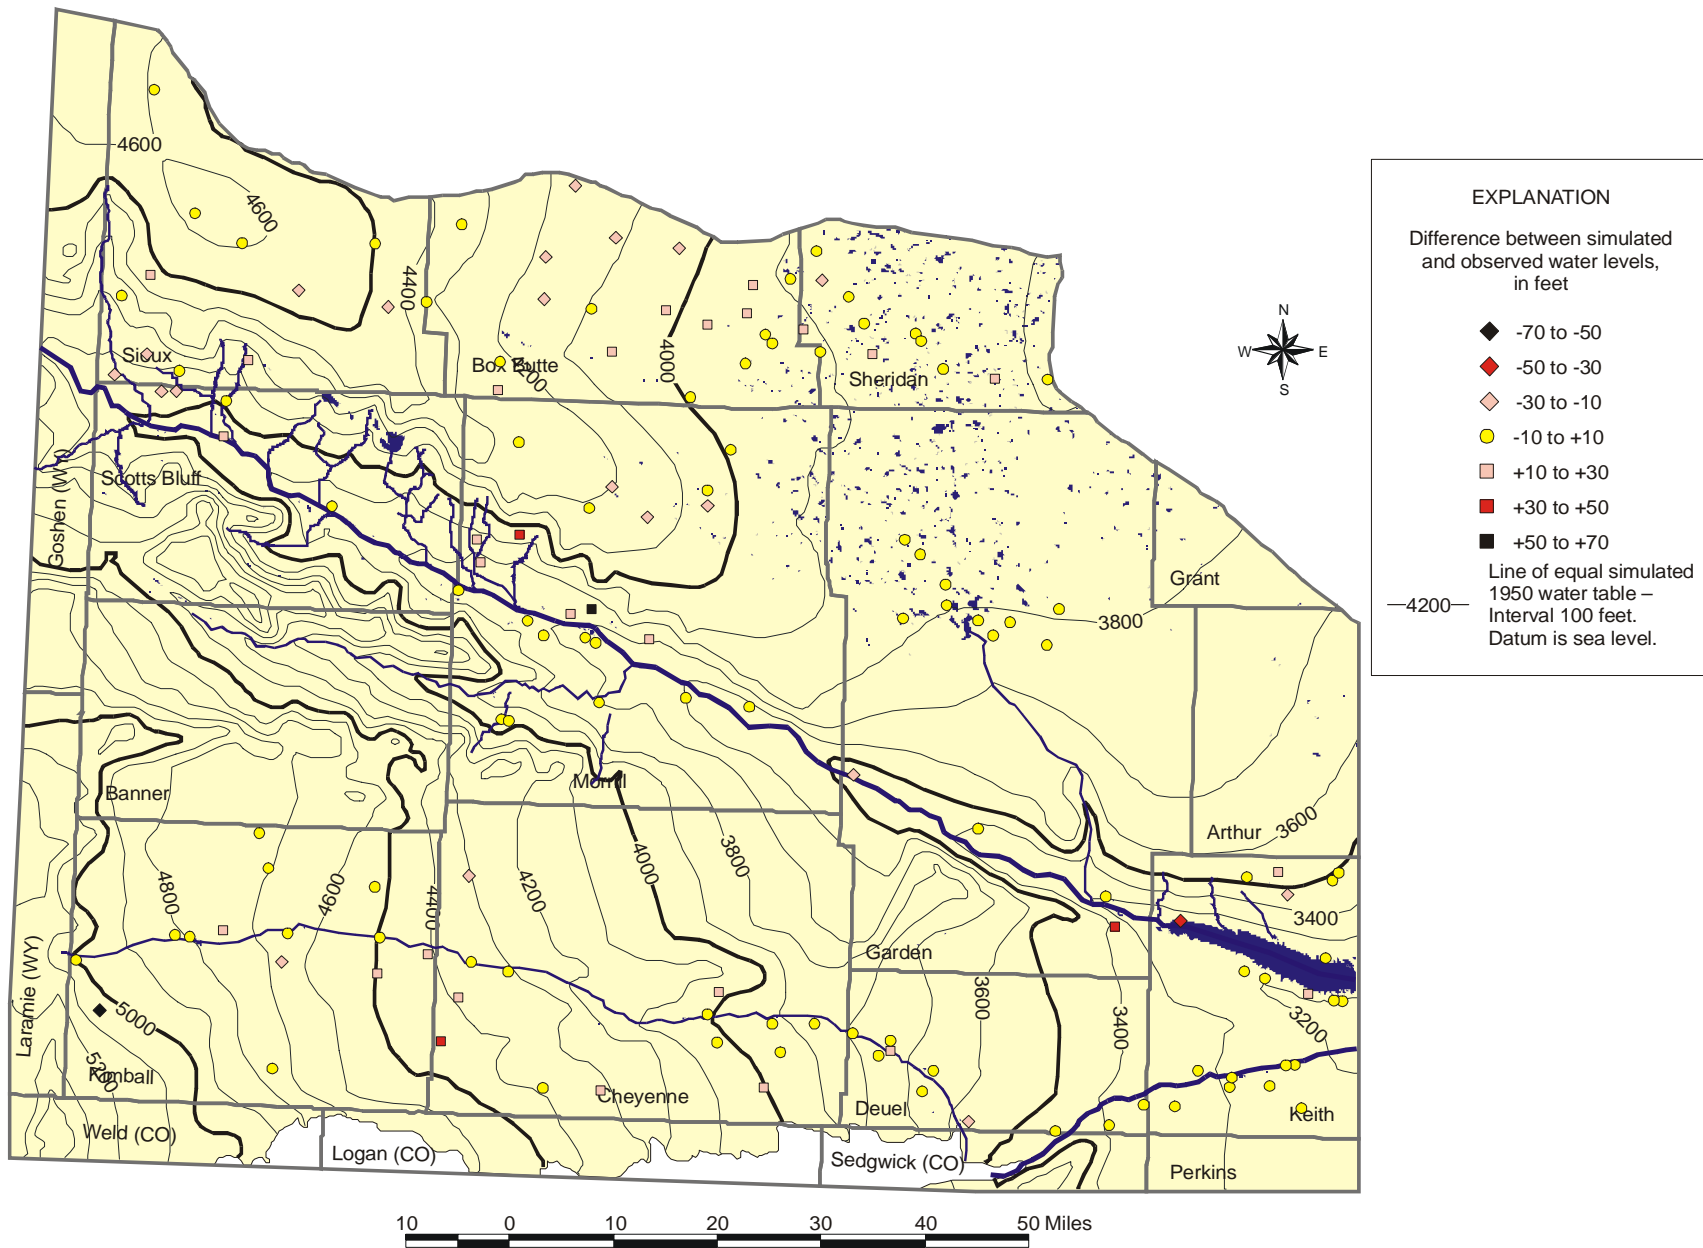 4600
4600
4400
Sioux
Box Butte
4200
4000
Sheridan
Scotts Bluff
Goshen (W
Grant
3800
Banner
Morrill
Arthur
3600
4800
4600
4400
4200
4000
3800
3400
Garden
Laramie (WY)
5000
5200
Kimball
3600
3400
3200
Cheyenne
Deuel
Keith
Weld (CO)
Logan (CO)
Sedgwick (CO)
Perkins
N
W E
S
EXPLANATION
Difference between simulated
and observed water levels,
in feet
-70 to -50
-50 to -30
-30 to -10
-10 to +10
+10 to +30
+30 to +50
+50 to +70
Line of equal simulated
4200 1950 water table –
Interval 100 feet.
Datum is sea level.
10 0 10 20 30 40 50 Miles